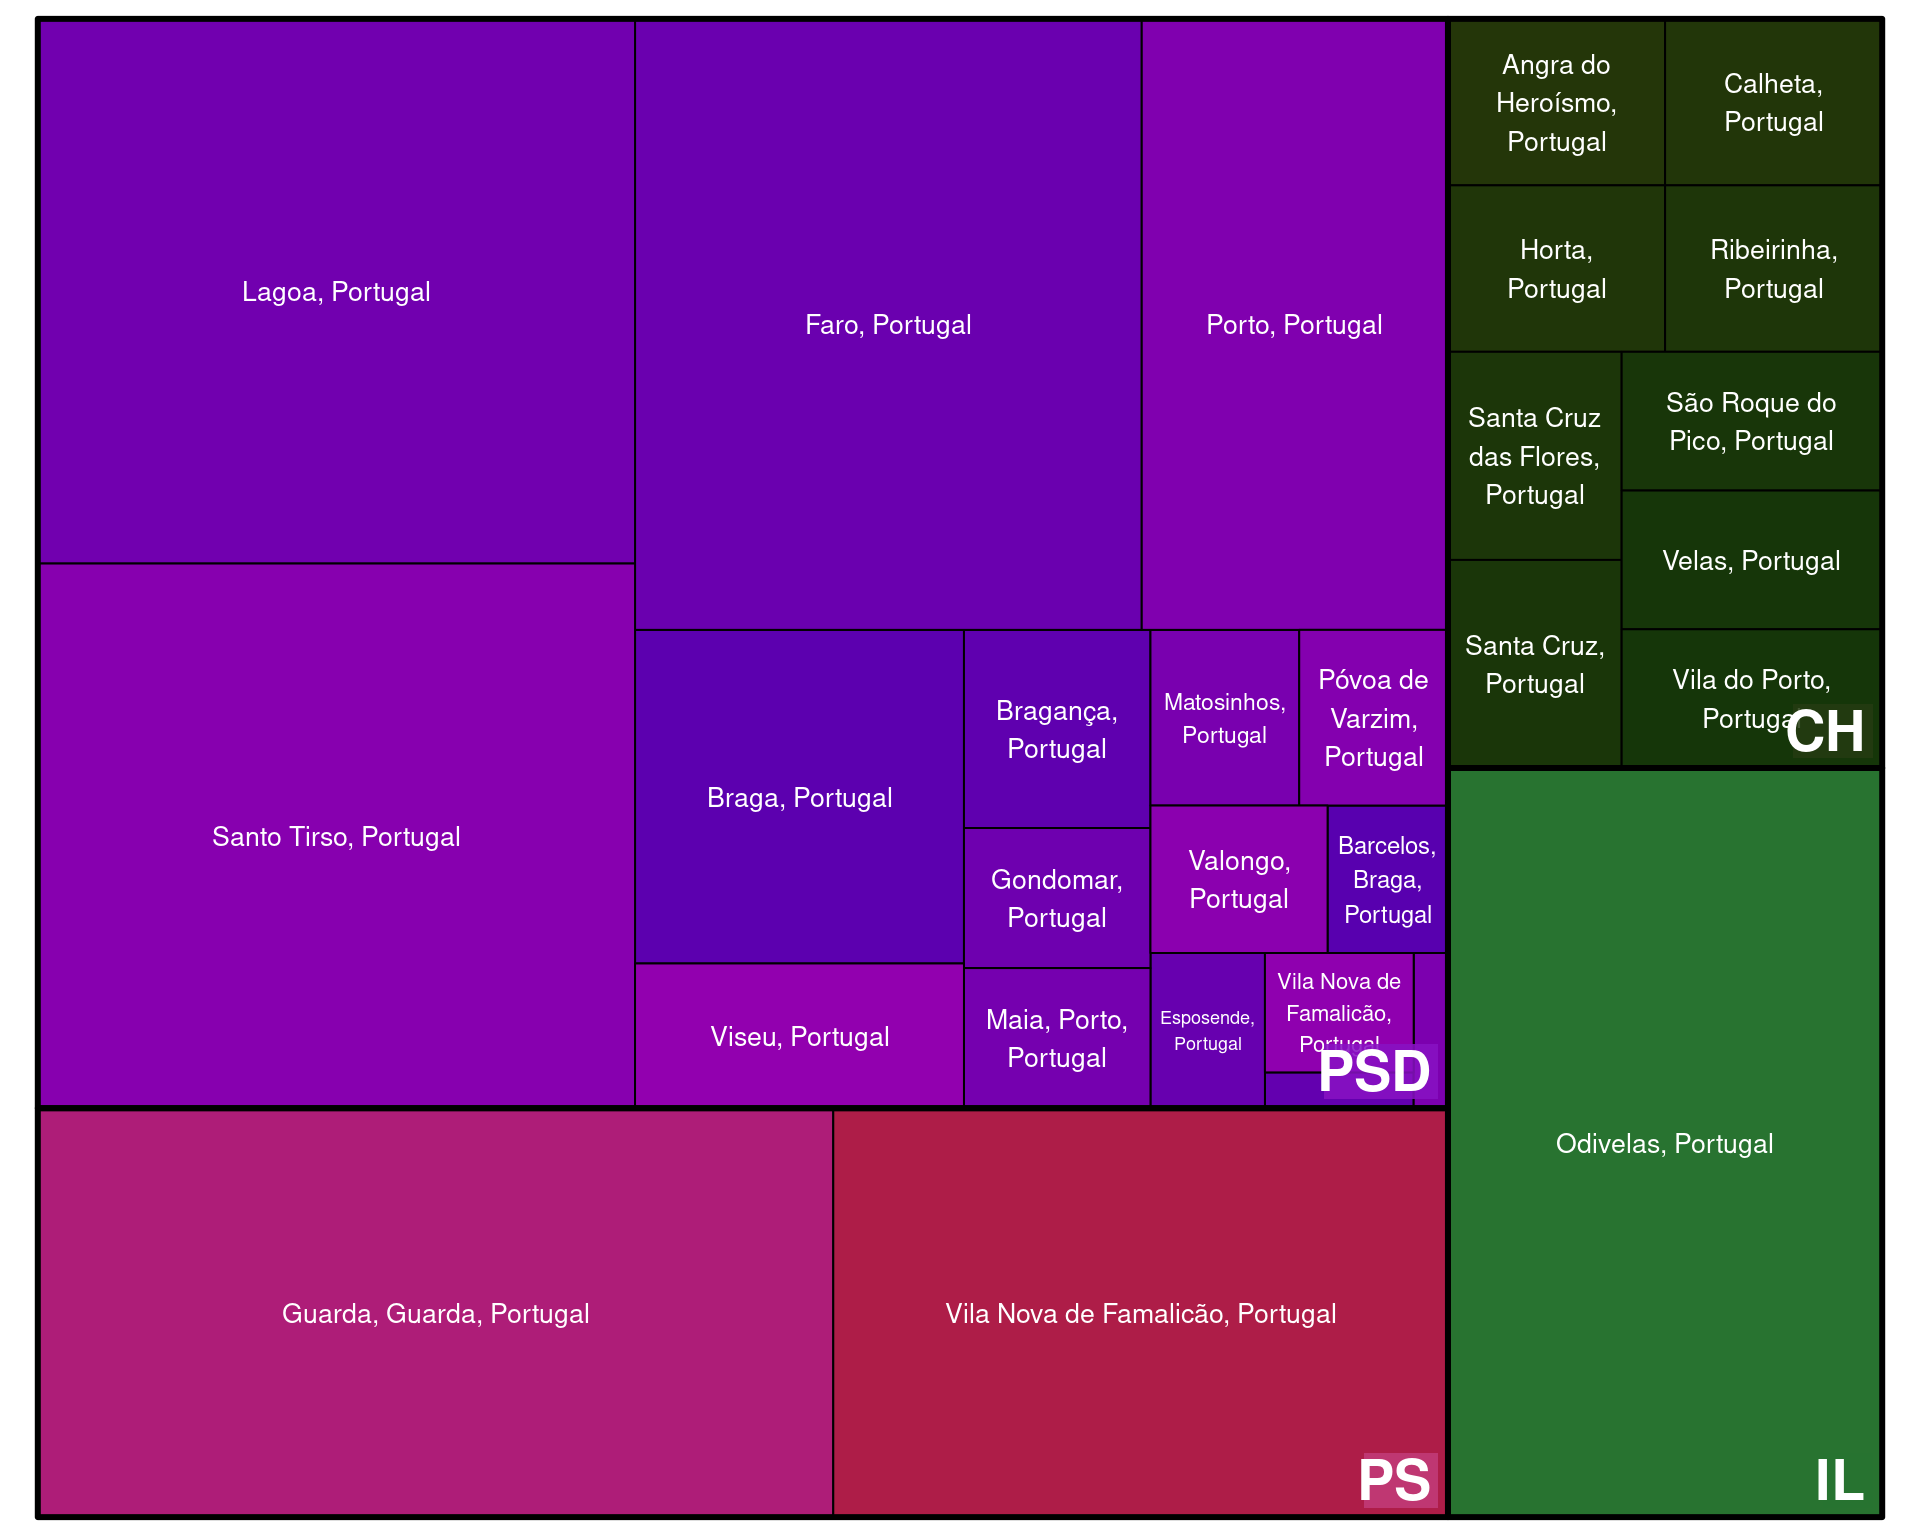 Lagoa, Portugal
Santo Tirso, Portugal
Faro, Portugal
Porto, Portugal
Braga, Portugal
Viseu, Portugal
Bragança,
Portugal
Gondomar,
Portugal
Maia, Porto,
Portugal
Matosinhos,
Portugal
Póvoa de
Varzim,
Portugal
Valongo,
Portugal
Barcelos,
Braga,
Portugal
Esposende,
Portugal
Vila Nova de
Famalicão,
Portugal
PSD
Guarda, Guarda, Portugal
Vila Nova de Famalicão, Portugal
PS
Angra do
Heroísmo,
Portugal
Calheta,
Portugal
Horta,
Portugal
Ribeirinha,
Portugal
Santa Cruz
das Flores,
Portugal
Santa Cruz,
Portugal
São Roque do
Pico, Portugal
Velas, Portugal
Vila do Porto,
Portugal
CH
Odivelas, Portugal
IL